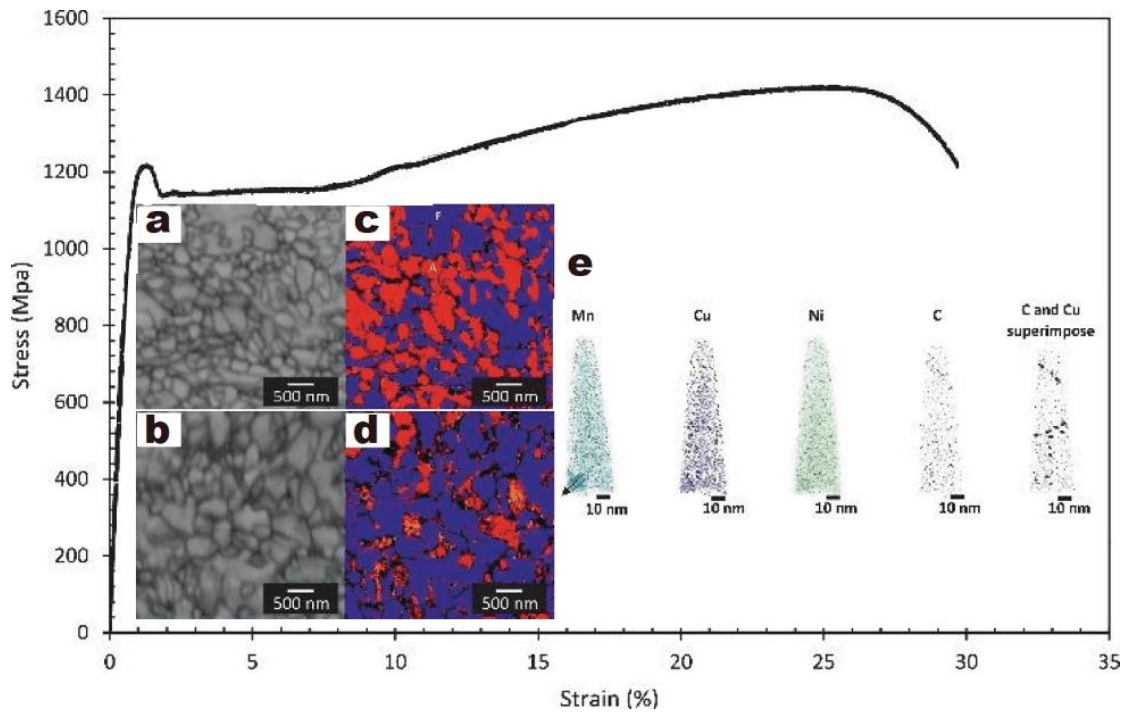 1600
1400
1200
1000
800
600
400
200
0
Stress (Mpa)
a
500 nm
b
500 nm
c
F
A
500 nm
d
500 nm
e
Mn
10 nm
Cu
10 nm
Ni
10 nm
C
10 nm
C and Cu
superimpose
10 nm
0 5 10 15 20 25 30 35
Strain (%)